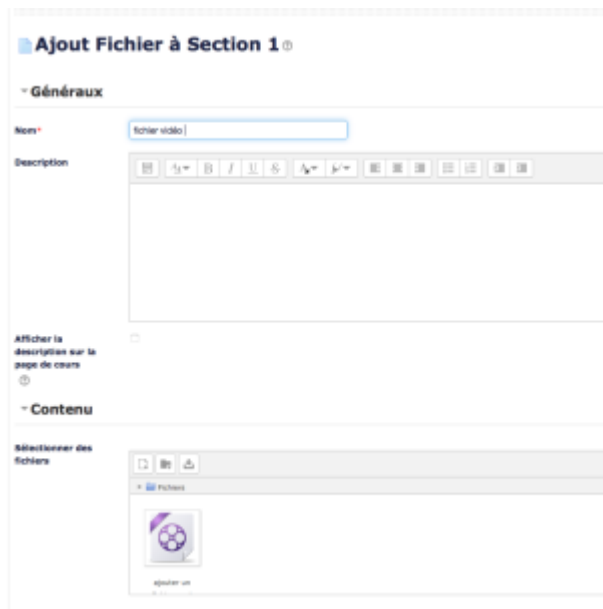 Ajout Fichier à Section 1
Généraux
Nom*
fichier vidéo
Description
Afficher la
description sur la
page de cours
Contenu
Sélectionner des
fichiers
Fichiers
ajouter un